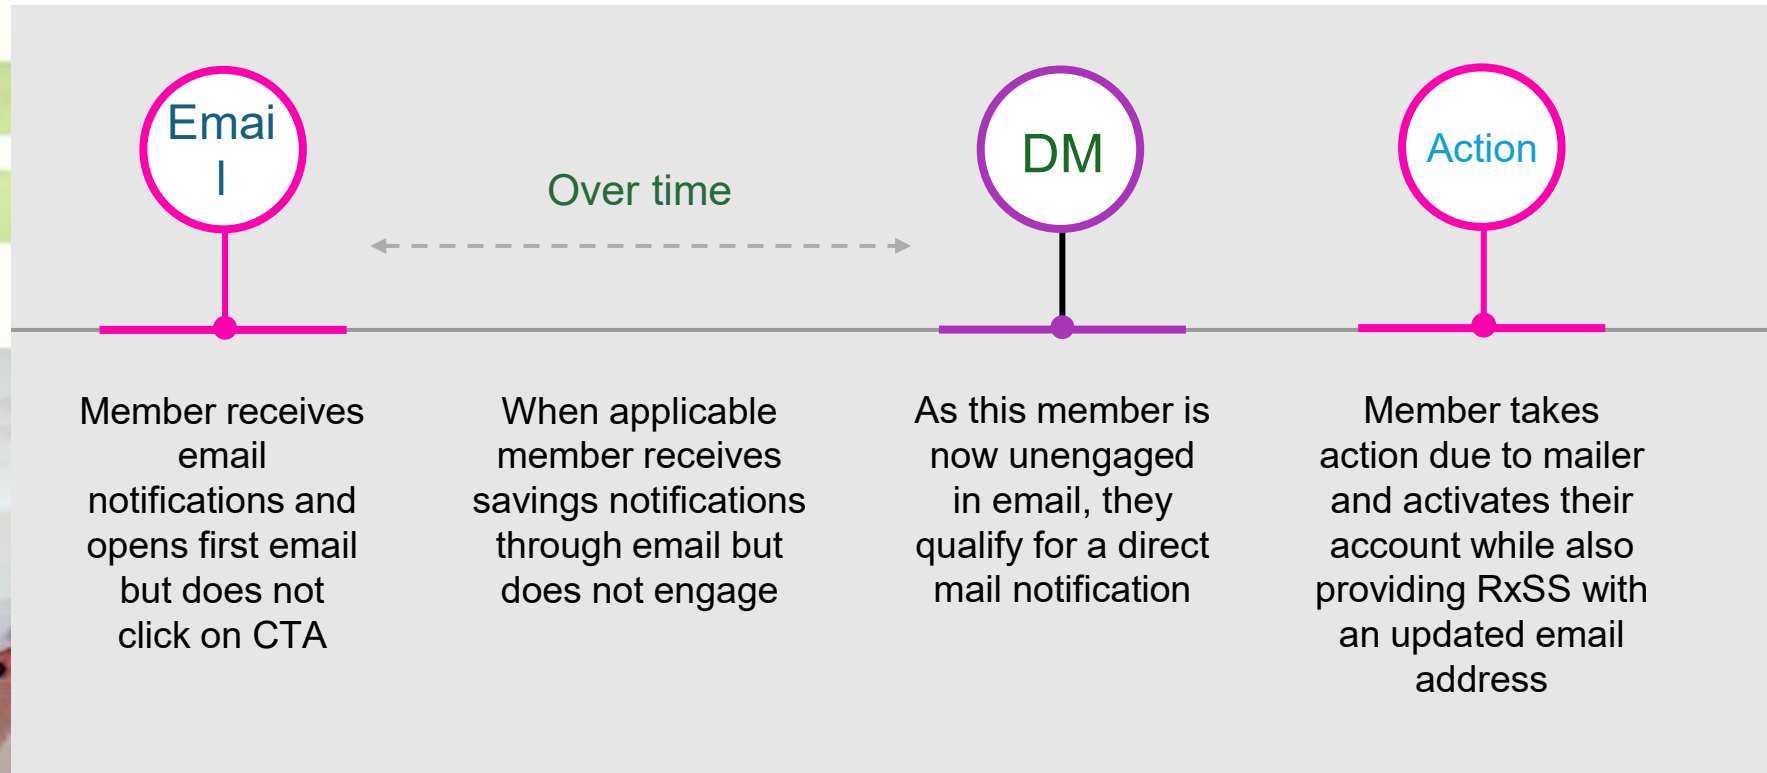 Emai
l
Over time
DM
Action
Member receives
email
notifications and
opens first email
but does not
click on CTA
When applicable
member receives
savings notifications
through email but
does not engage
As this member is
now unengaged
in email, they
qualify for a direct
mail notification
Member takes
action due to mailer
and activates their
account while also
providing RxSS with
an updated email
address